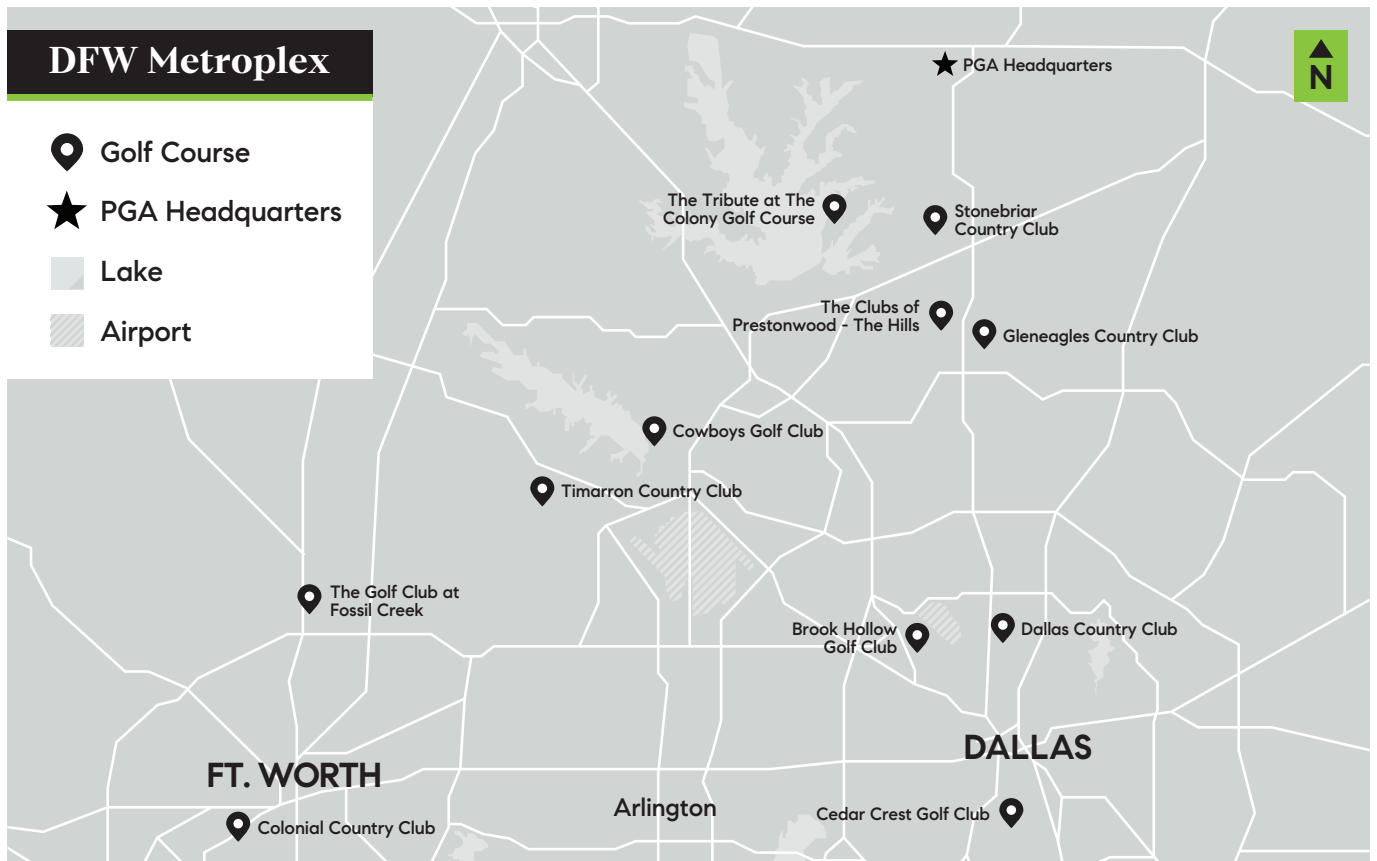 DFW Metroplex
Golf Course
PGA Headquarters
Lake
Airport
N
PGA Headquarters
The Tribute at The
Colony Golf Course
Stonebriar
Country Club
The Clubs of
Prestonwood - The Hills
Gleneagles Country Club
Cowboys Golf Club
Timarron Country Club
The Golf Club at
Fossil Creek
Brook Hollow
Golf Club
Dallas Country Club
DALLAS
FT. WORTH
Arlington
Cedar Crest Golf Club
Colonial Country Club